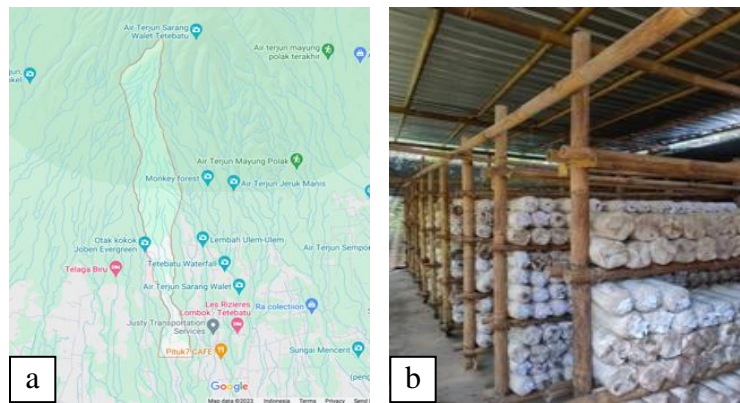 Air Terjun Sarang
Walet Tetebatu
Air terjun mayung
polak terakhir
Air Terjun Mayung Polak
Monkey forest
Air Terjun Jeruk Manis
Otak kokok
Joben Evergreen
Lembah Ulem-Ulem
Telaga Biru
Tetebatu Waterfall
Air Terjun Sarang Walet
Les Rizieres
Lombok - Tetebatu
Ra colection
Justy Transportation
Services
Pituk7 CAFE
Sungai Mencerit
Google
Map data ©2023 Indonesia Terms Privacy
a
b